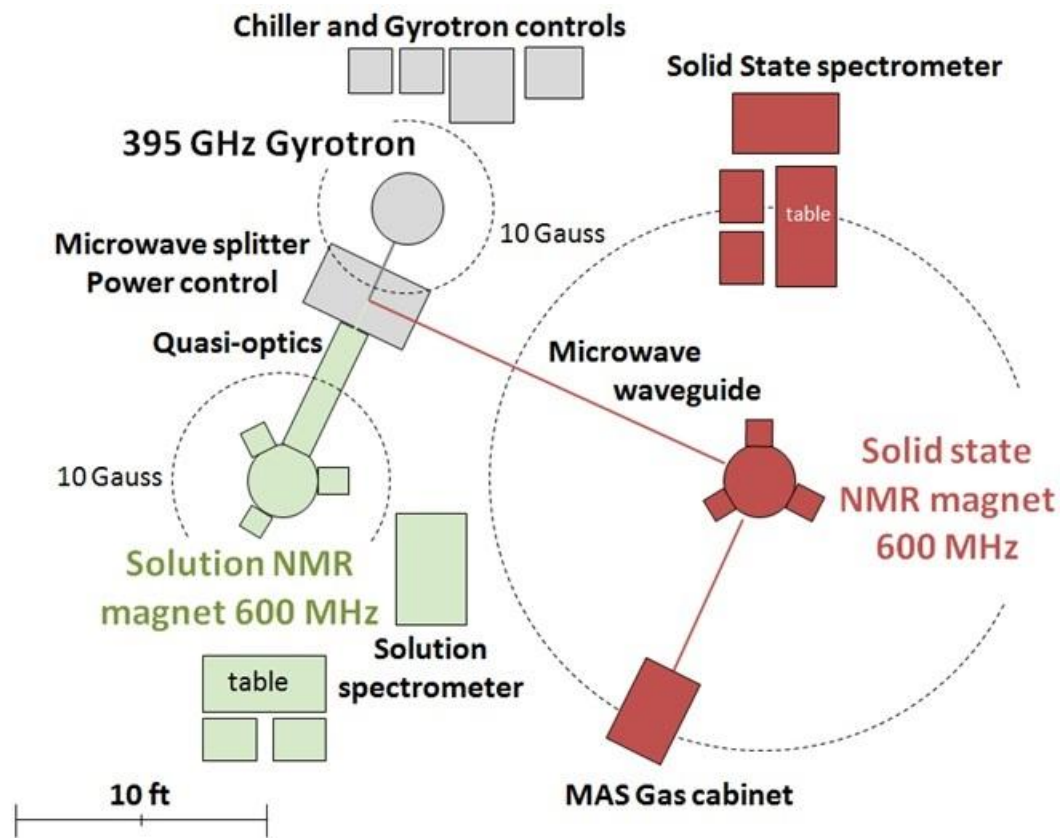 Chiller and Gyrotron controls
Solid State spectrometer
395 GHz Gyrotron
table
10 Gauss
Microwave splitter
Power control
Quasi-optics
Microwave
waveguide
10 Gauss
Solid state
NMR magnet
600 MHz
Solution NMR
magnet 600 MHz
Solution
spectrometer
table
MAS Gas cabinet
10 ft